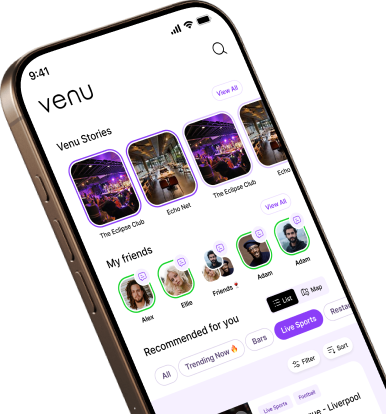 9:41
venu
View All
Venu Stories
The Eclipse Club
Echo Net
The Eclipse Club
Echo
View All
My friends
Alex
Ellie
Friends
Adam
Adam
Recommended for you
List
Map
All
Trending Now🔥
Bars
Live Sports
Restau
Filter
Sort
Live Sports
Football
gue - Liverpool